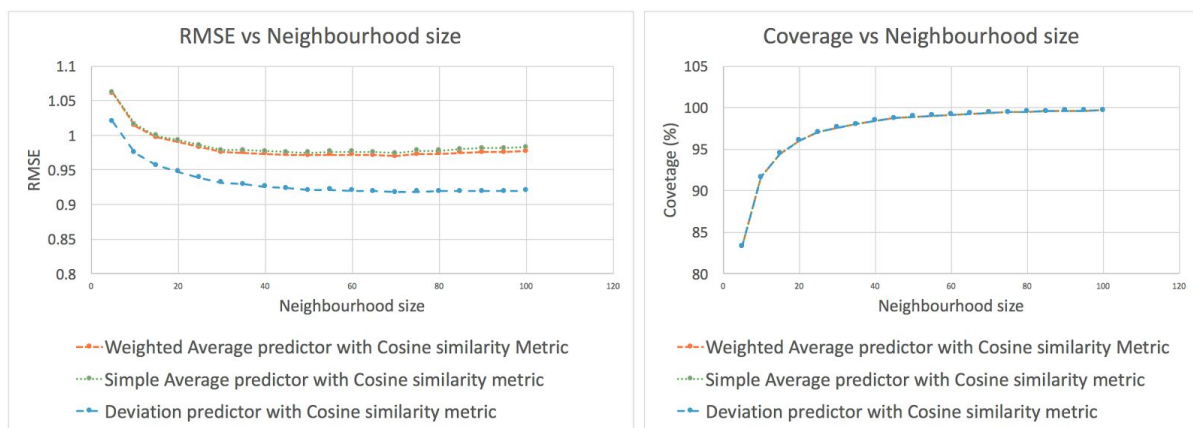 RMSE vs Neighbourhood size
1.1
1.05
1
0.95
0.9
0.85
0.8
RMSE
0 20 40 60 80 100 120
Neighbourhood size
Weighted Average predictor with Cosine similarity Metric
Simple Average predictor with Cosine similarity metric
Deviation predictor with Cosine similarity metric
Coverage vs Neighbourhood size
105
100
95
90
85
80
Covetage (%)
0 20 40 60 80 100 120
Neighbourhood size
Weighted Average predictor with Cosine similarity Metric
Simple Average predictor with Cosine similarity metric
Deviation predictor with Cosine similarity metric